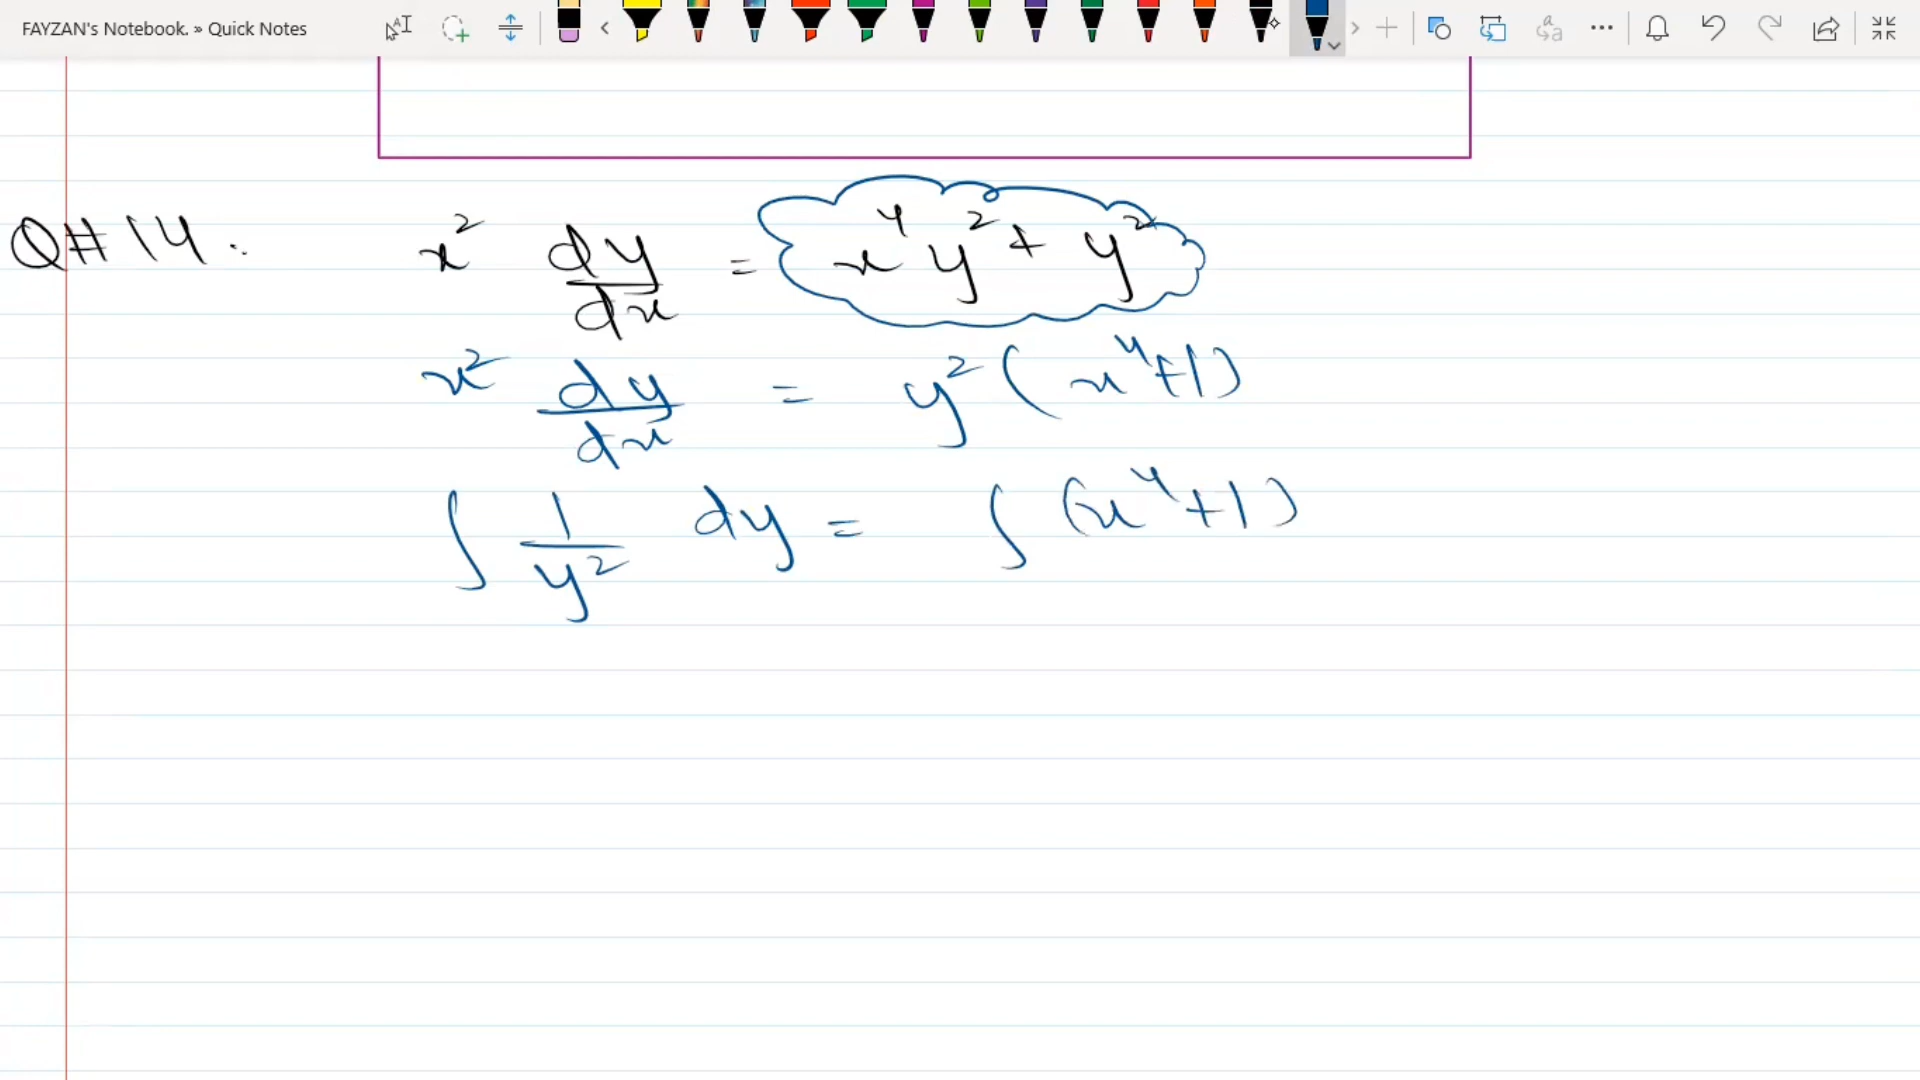 FAYZAN's Notebook. » Quick Notes
Q# 14 : x² dy/dx = x⁴y² + y²
x² dy/dx = y² (x⁴+1)
∫ 1/y² dy = ∫ (x⁴+1)